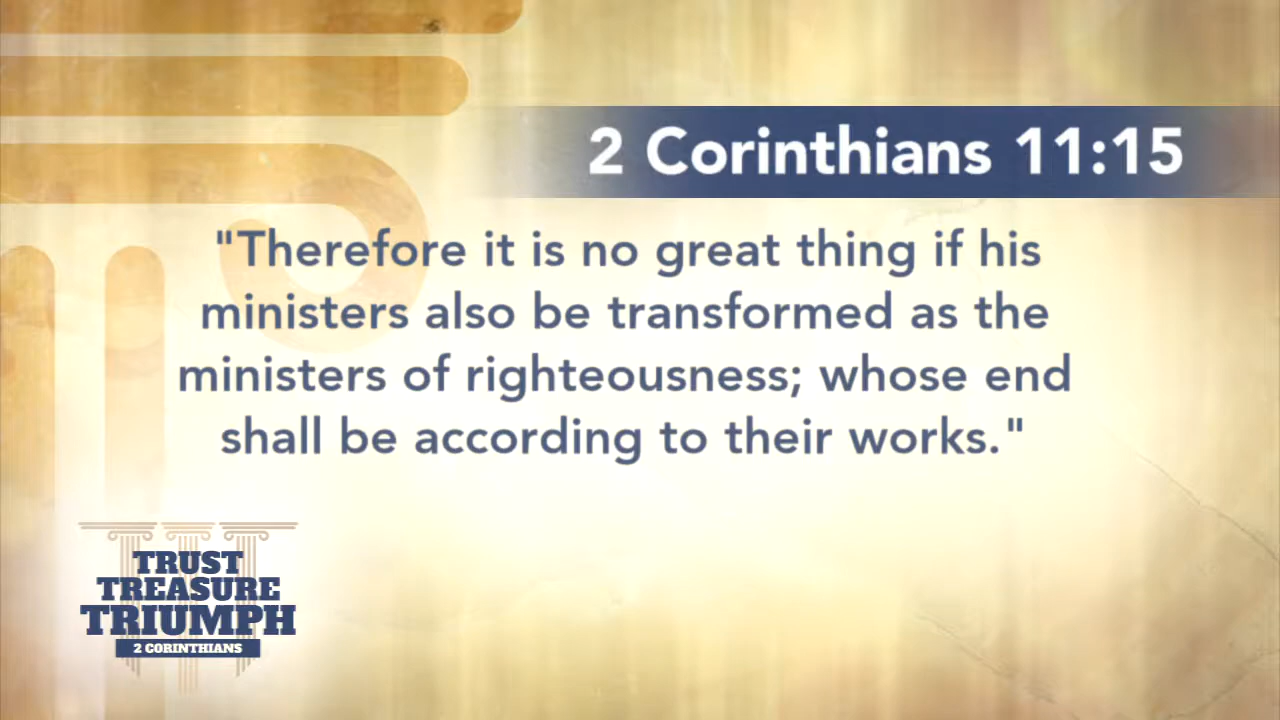 2 Corinthians 11:15
"Therefore it is no great thing if his
ministers also be transformed as the
ministers of righteousness; whose end
shall be according to their works."
TRUST
TREASURE
TRIUMPH
2 CORINTHIANS